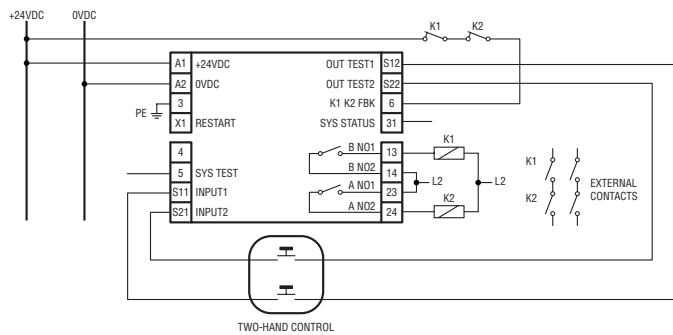 +24VDC 0VDC
K1 K2
A1 +24VDC OUT TEST1 S12
A2 0VDC OUT TEST2 S22
PE 3 K1 K2 FBK 6
X1 RESTART SYS STATUS 31
4 B NO1 13 K1
5 SYS TEST B NO2 14
S11 INPUT1 A NO1 23
S21 INPUT2 A NO2 24
L2
K2
L2
K1
K2
EXTERNAL
CONTACTS
TWO-HAND CONTROL